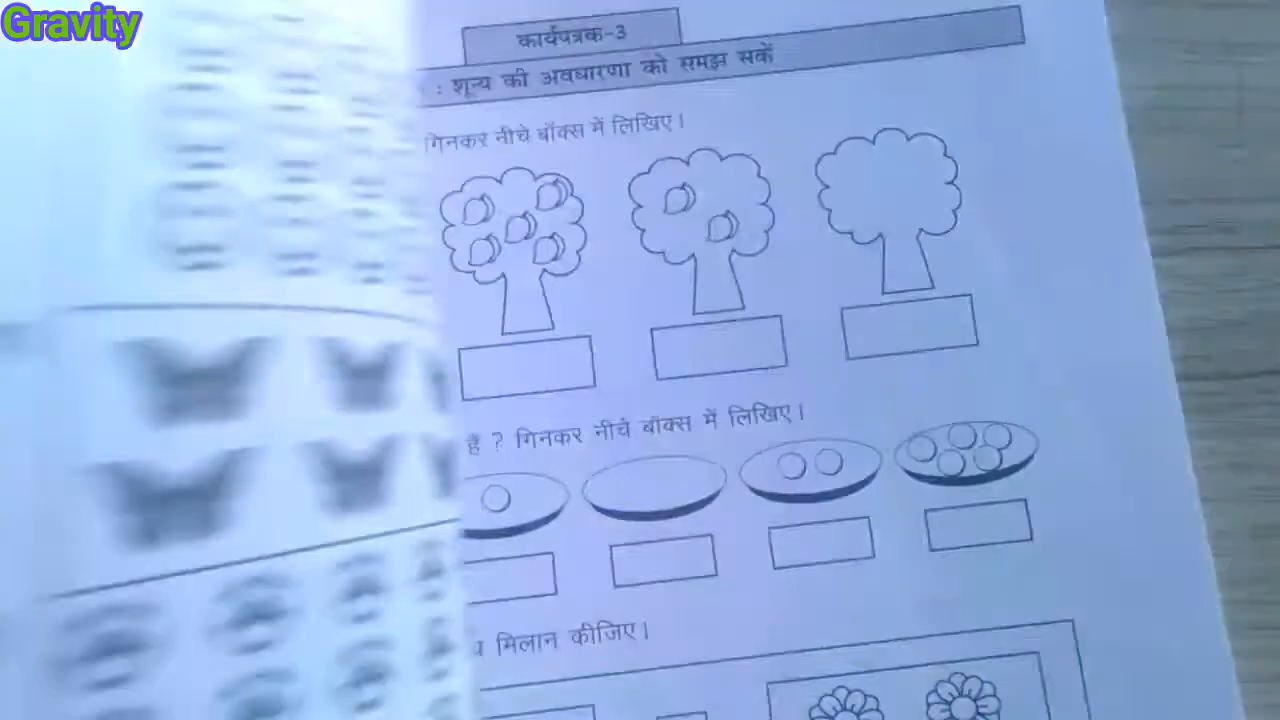 Gravity
कार्यपत्रक-3
: शून्य की अवधारणा को समझ सकें
गिनकर नीचे बॉक्स में लिखिए।
हैं ? गिनकर नीचे बॉक्स में लिखिए।
मिलान कीजिए।